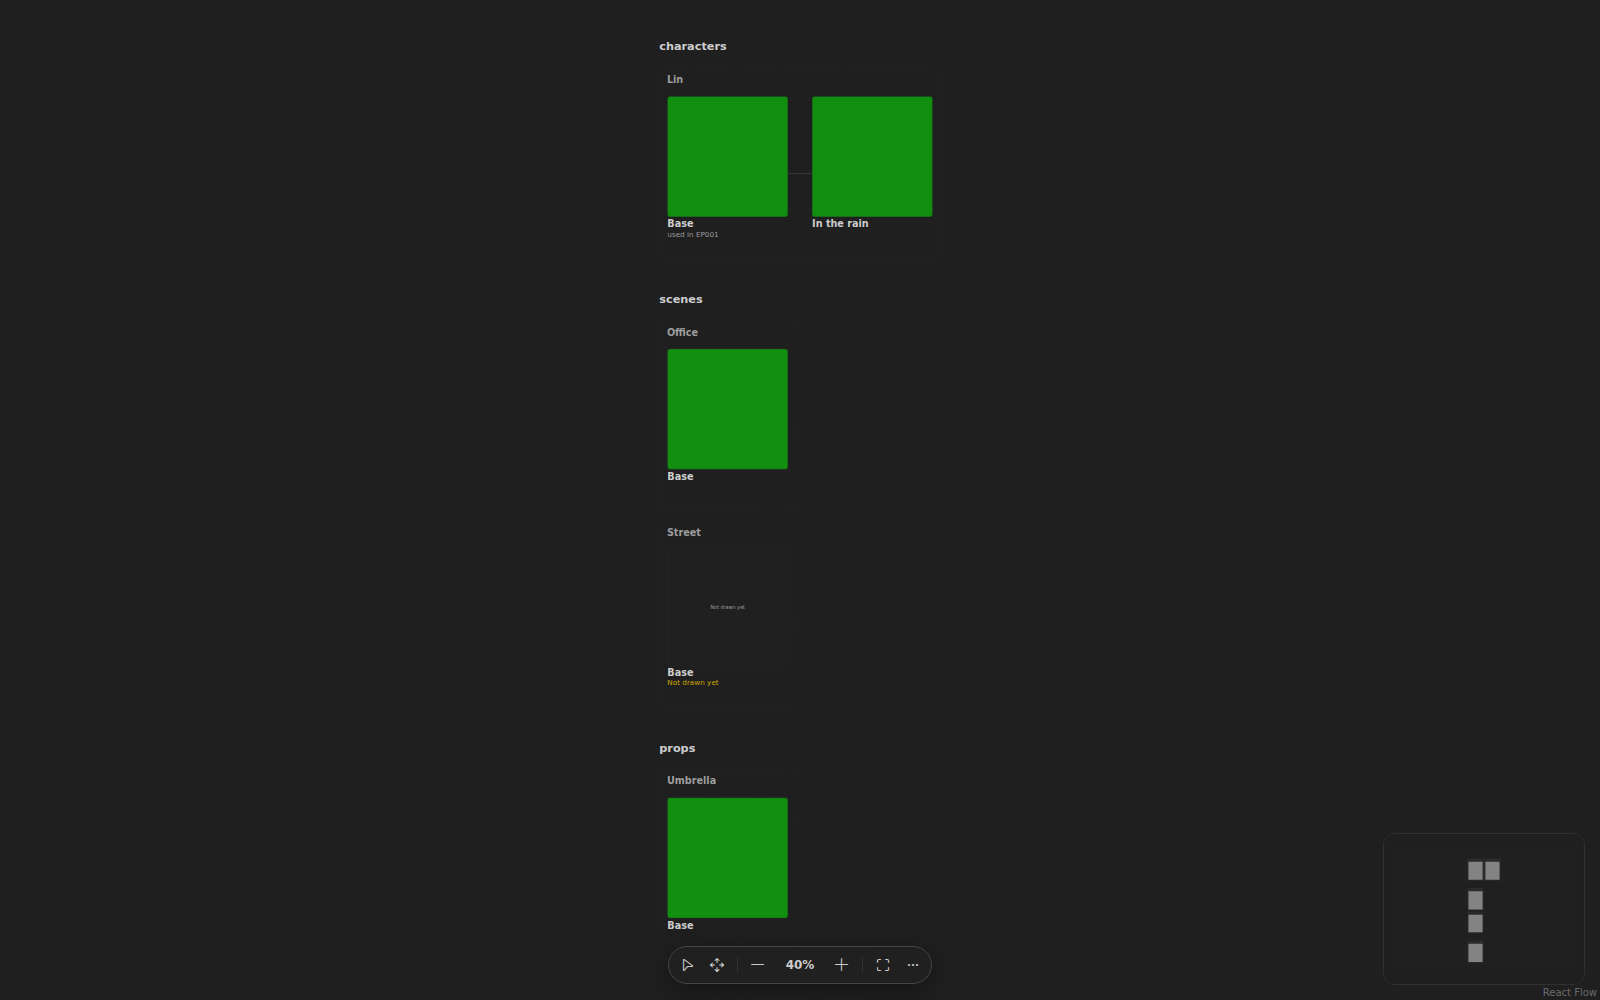 characters
Lin
Base
used in EP001
In the rain
scenes
Office
Base
Street
Not drawn yet
Base
Not drawn yet
props
Umbrella
Base
40%
React Flow